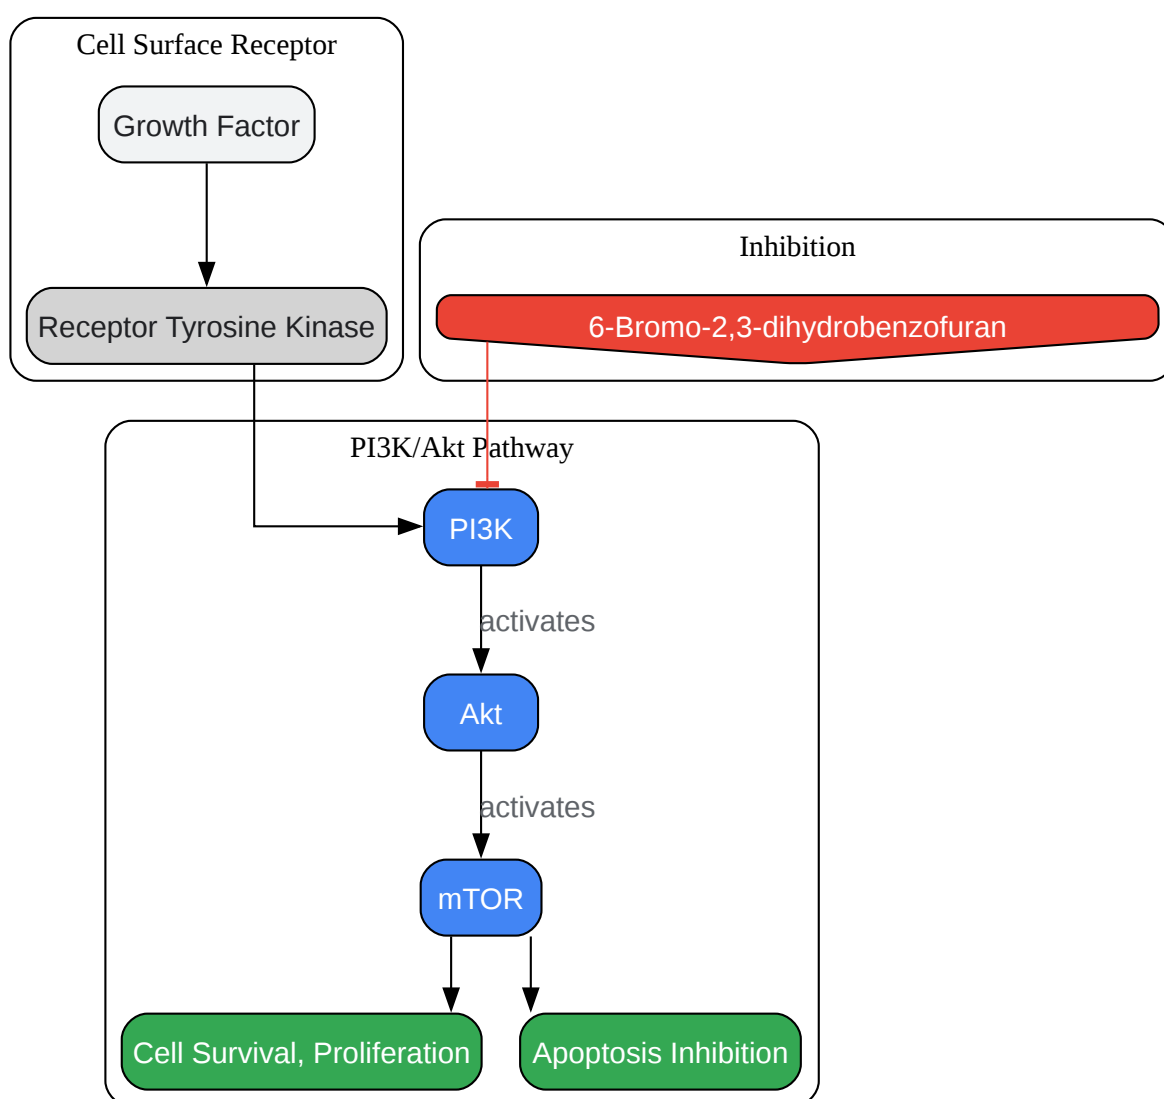 Cell Surface Receptor
Growth Factor
Receptor Tyrosine Kinase
Inhibition
6-Bromo-2,3-dihydrobenzofuran
PI3K/Akt Pathway
PI3K
activates
Akt
activates
mTOR
Cell Survival, Proliferation
Apoptosis Inhibition